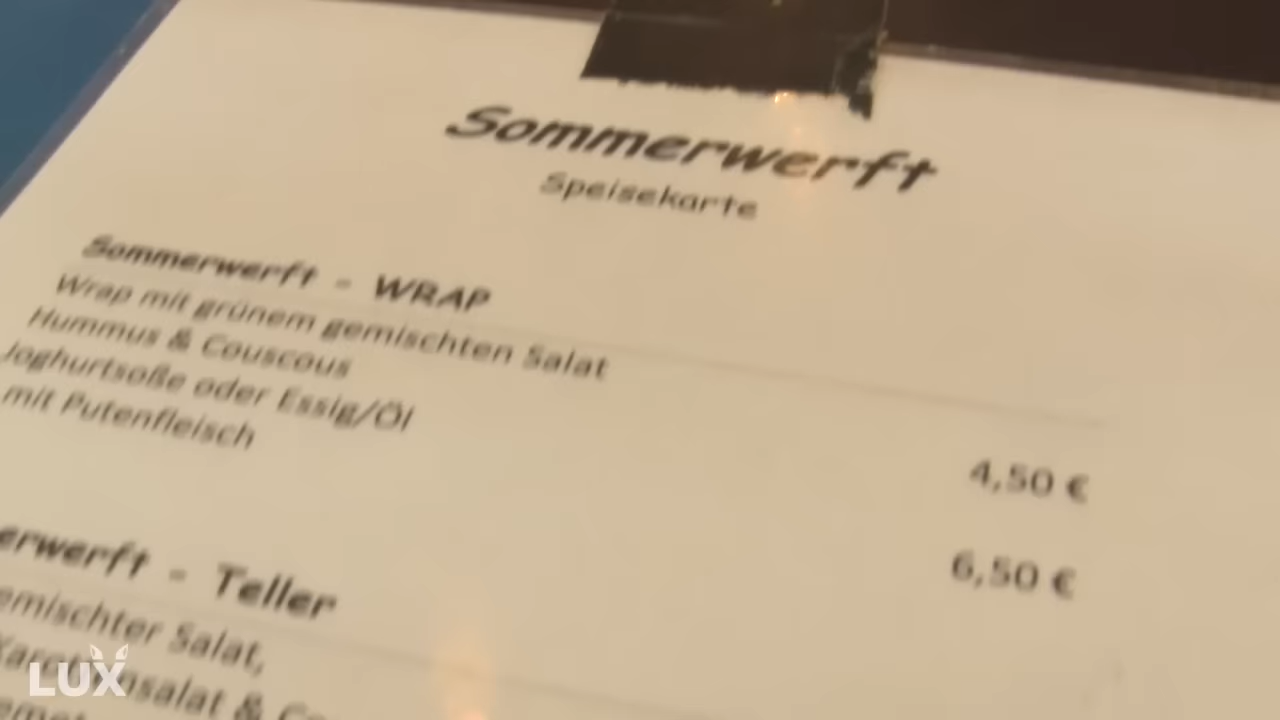 Sommerwerft
Speisekarte
Sommerwerft - WRAP
Wrap mit grünem gemischten Salat
Hummus & Couscous
Joghurtsoße oder Essig/Öl
4,50 €
mit Putenfleisch
6,50 €
erwerft - Teller
emischter Salat,
LUX